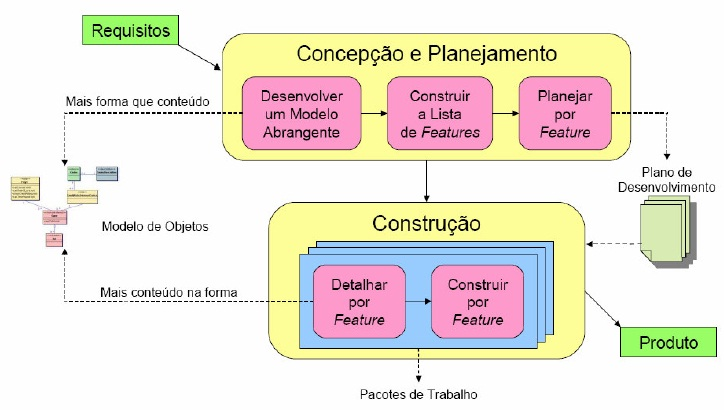 Requisitos
Concepção e Planejamento
Desenvolver
um Modelo
Abrangente
Construir
a Lista
de Features
Planejar
por
Feature
Mais forma que conteúdo
Plano de
Desenvolvimento
Modelo de Objetos
Construção
Detalhar
por
Feature
Construir
por
Feature
Mais conteúdo na forma
Produto
Pacotes de Trabalho